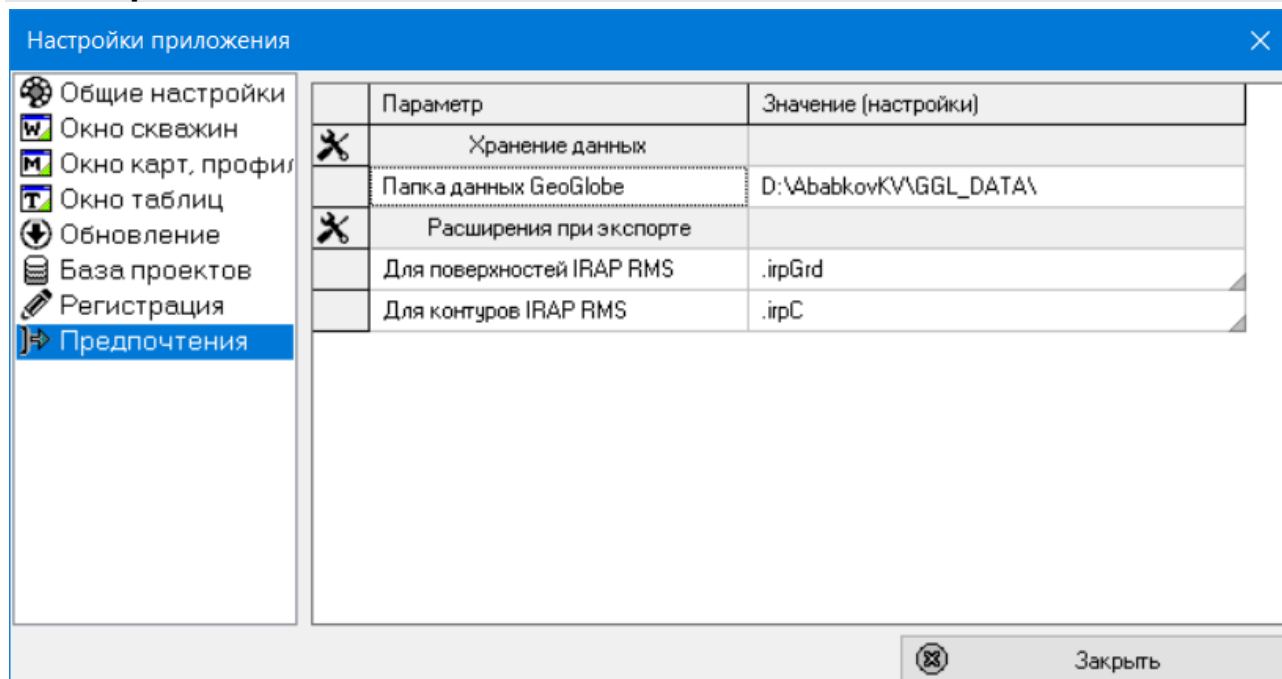 Настройки приложения
Общие настройки
Окно скважин
Окно карт, профил
Окно таблиц
Обновление
База проектов
Регистрация
Предпочтения
Параметр Значение (настройки)
Хранение данных
Папка данных GeoGlobe D:\AbabkovKV\GGL_DATA\
Расширения при экспорте
Для поверхностей IRAP RMS .irpGrd
Для контуров IRAP RMS .irpC
Закрыть